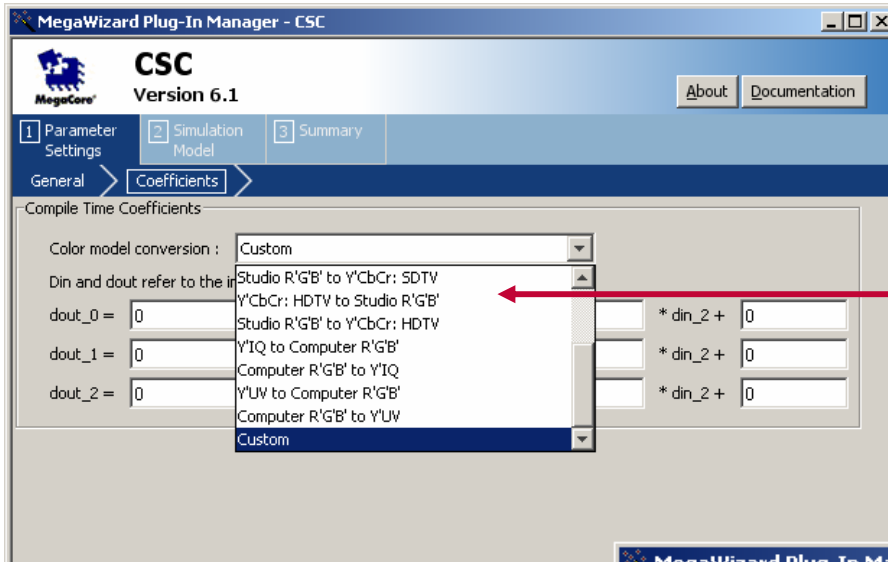 MegaWizard Plug-In Manager - CSC
MegaCore®
CSC
Version 6.1
About
Documentation
1 Parameter Settings
2 Simulation Model
3 Summary
General
Coefficients
Compile Time Coefficients
Color model conversion : Custom
Din and dout refer to the
Studio R'G'B' to Y'CbCr: SDTV
Y'CbCr: HDTV to Studio R'G'B'
Studio R'G'B' to Y'CbCr: HDTV
Y'IQ to Computer R'G'B'
Computer R'G'B' to Y'IQ
Y'UV to Computer R'G'B'
Computer R'G'B' to Y'UV
Custom
dout_0 = 0 * din_2 + 0
dout_1 = 0 * din_2 + 0
dout_2 = 0 * din_2 + 0
MegaWizard Plug-In